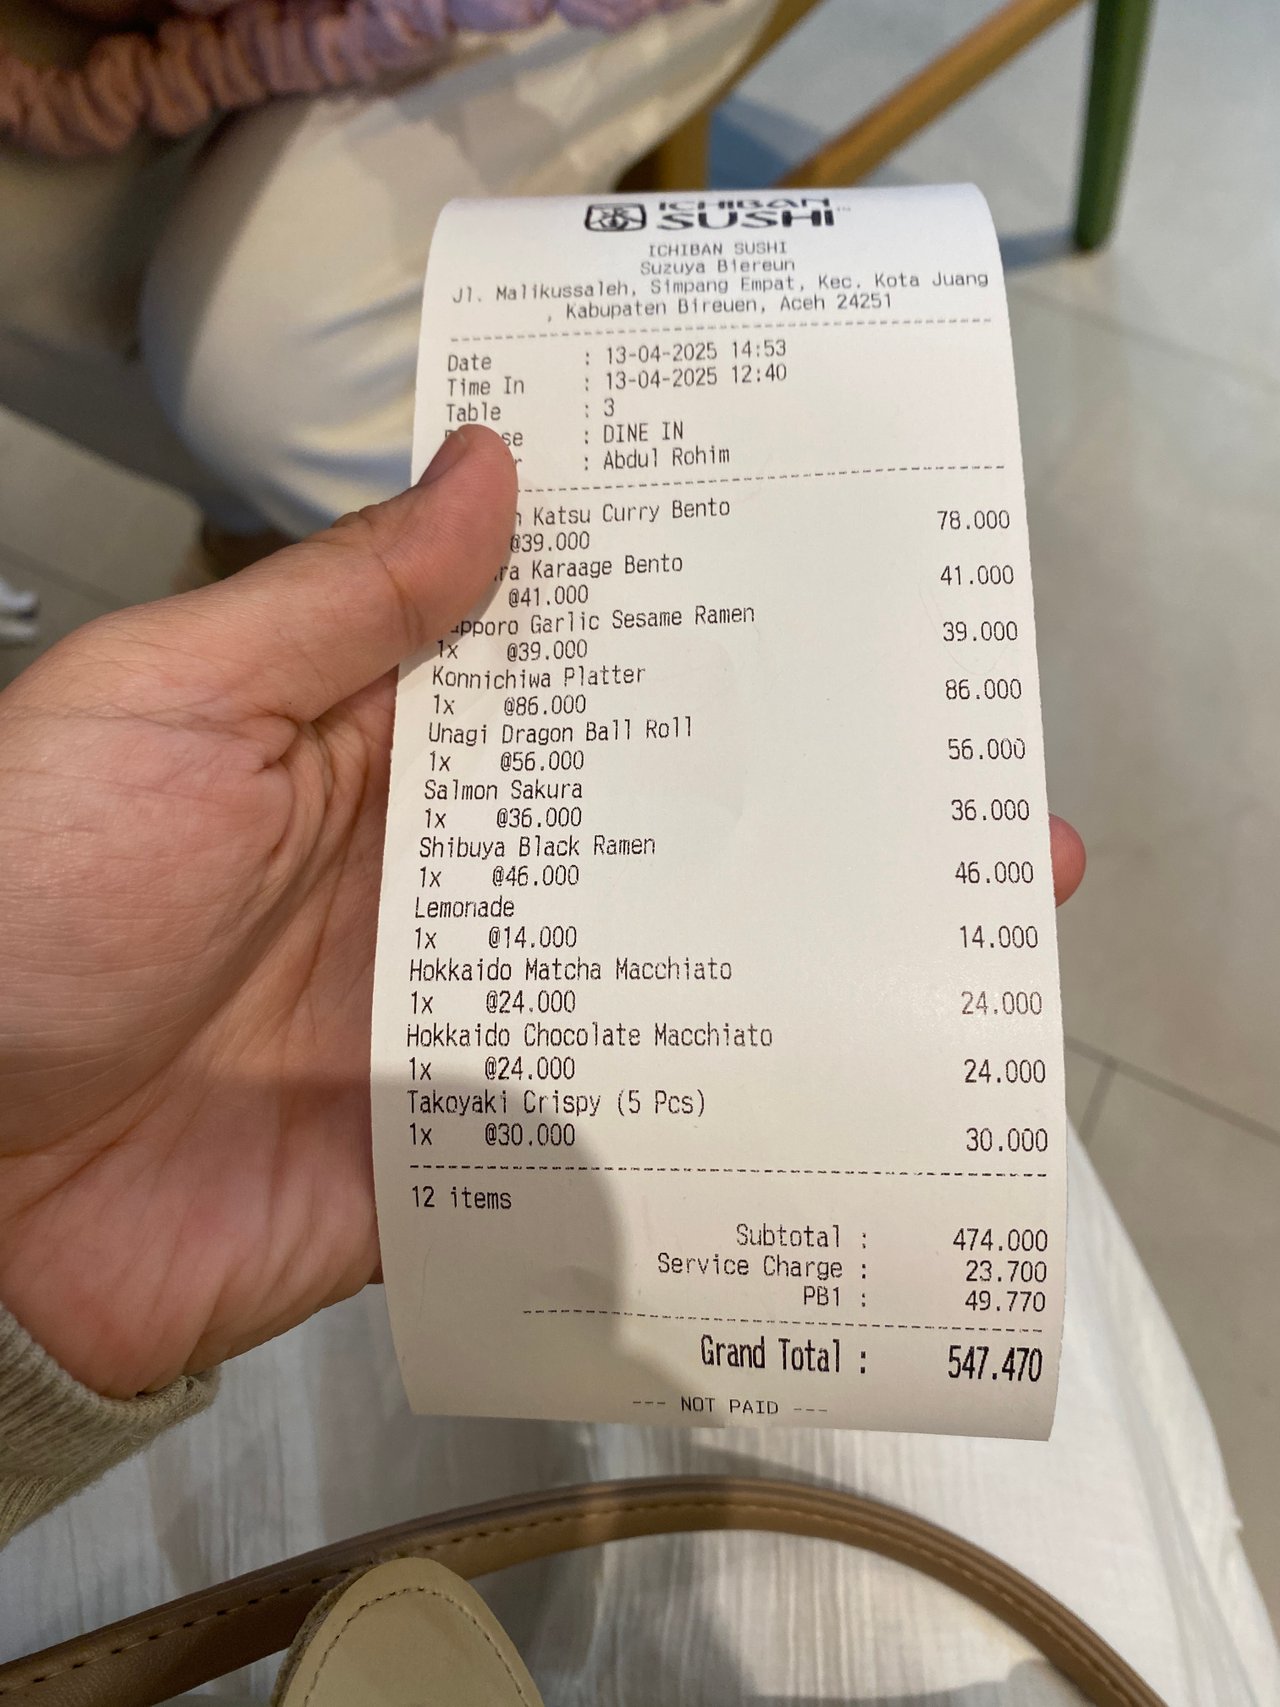 ICHIBAN
SUSHI™
ICHIBAN SUSHI
Suzuya Biereun
Jl. Malikussaleh, Simpang Empat, Kec. Kota Juang
, Kabupaten Bireuen, Aceh 24251
Date : 13-04-2025 14:53
Time In : 13-04-2025 12:40
Table : 3
: DINE IN
: Abdul Rohim
Katsu Curry Bento 78.000
@39.000
Karaage Bento 41.000
@41.000
Garlic Sesame Ramen 39.000
1x @39.000
Konnichiwa Platter 86.000
1x @86.000
Unagi Dragon Ball Roll 56.000
1x @56.000
Salmon Sakura 36.000
1x @36.000
Shibuya Black Ramen 46.000
1x @46.000
Lemonade 14.000
1x @14.000
Hokkaido Matcha Macchiato 24.000
1x @24.000
Hokkaido Chocolate Macchiato 24.000
1x @24.000
Takoyaki Crispy (5 Pcs) 30.000
1x @30.000
12 items
Subtotal : 474.000
Service Charge : 23.700
PB1 : 49.770
Grand Total : 547.470
--- NOT PAID ---